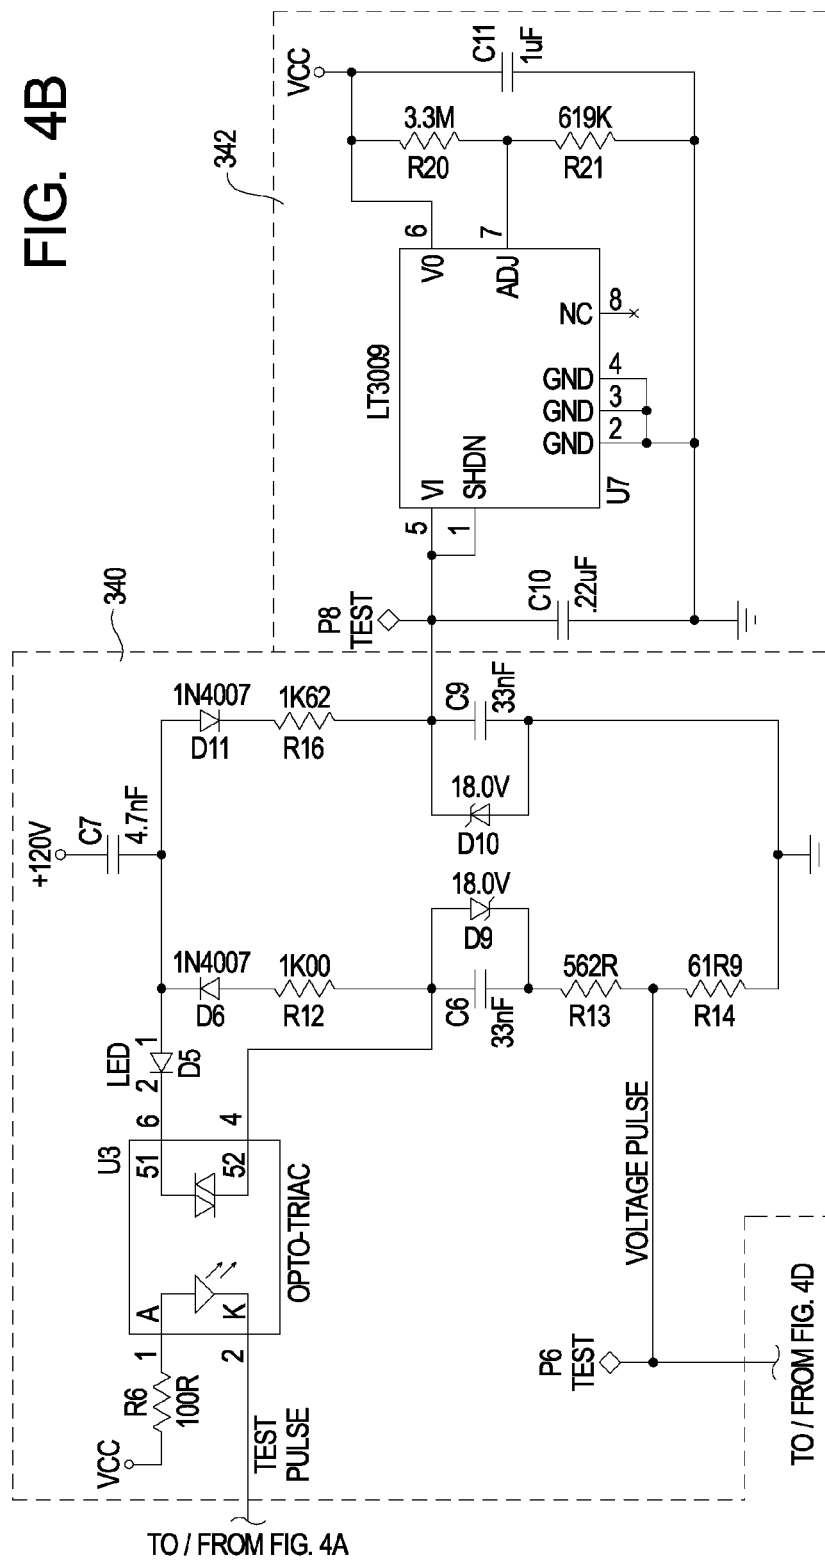 FIG. 4B
340
342
+120V
C7
4.7nF
VCC
R6
100R
TEST
PULSE
TO / FROM FIG. 4A
1
2
A
K
U3
51
52
OPTO-TRIAC
6
4
LED
2
1
D5
1N4007
D6
1K00
R12
1N4007
D11
1K62
R16
C6
33nF
18.0V
D9
18.0V
D10
C9
33nF
562R
R13
61R9
R14
VOLTAGE PULSE
P6
TEST
TO / FROM FIG. 4D
P8
TEST
C10
.22uF
5
1
VI
SHDN
LT3009
U7
GND
GND
GND
NC
2
3
4
8
V0
ADJ
6
7
VCC
3.3M
R20
619K
R21
C11
1uF